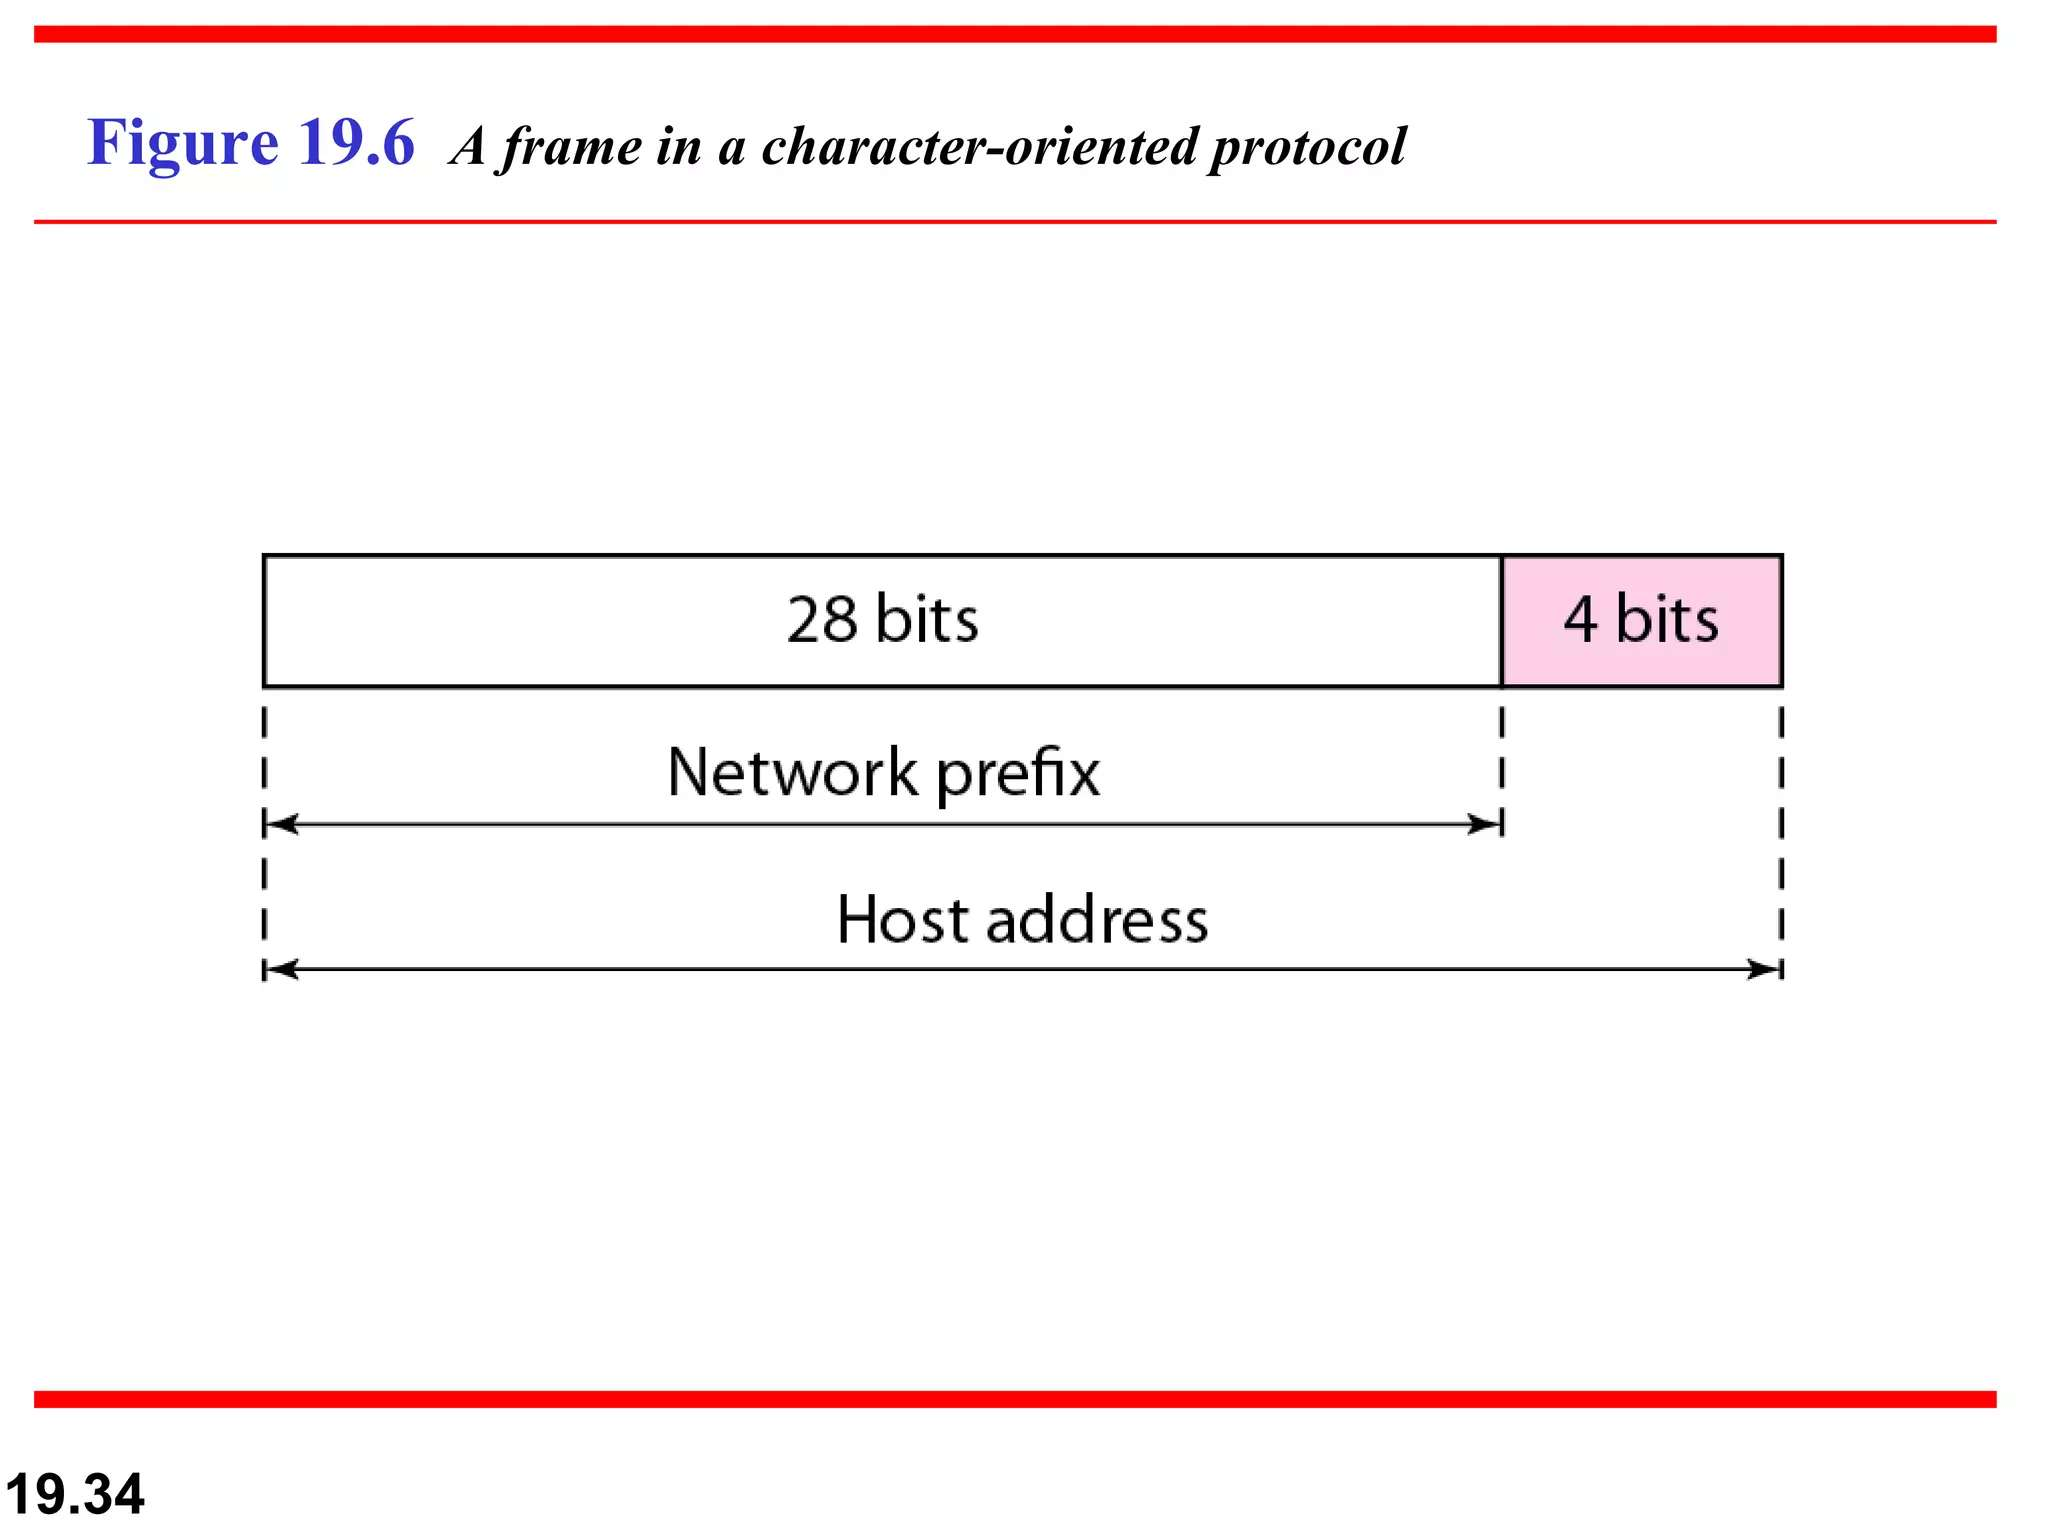 Figure 19.6 A frame in a character-oriented protocol
28 bits 4 bits
Network prefix
Host address
19.34